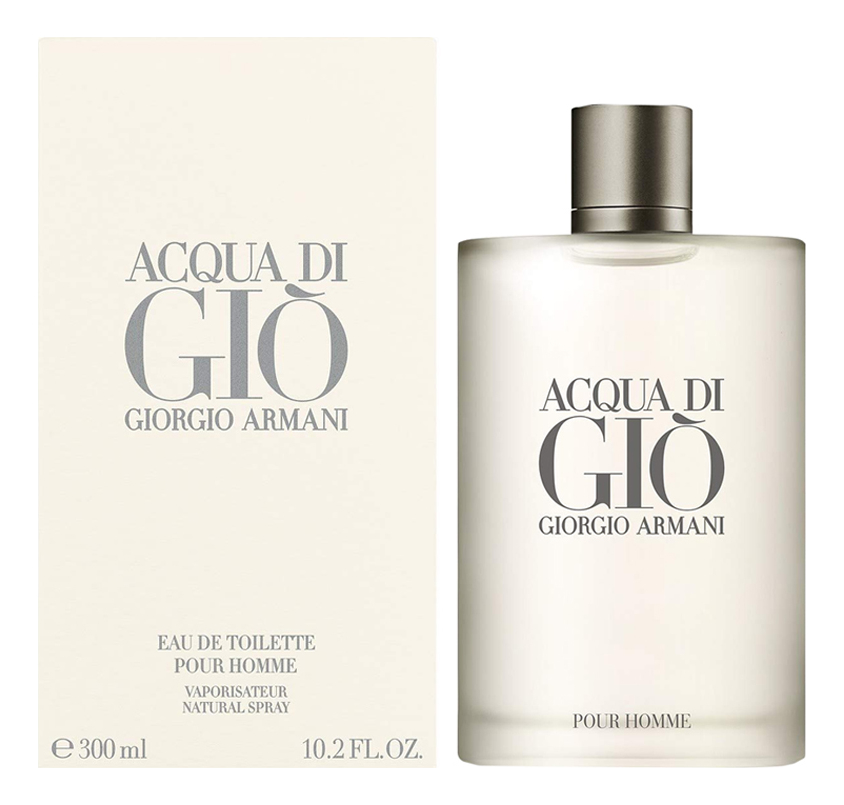 ACQUA DI
GIÒ
GIORGIO ARMANI
EAU DE TOILETTE
POUR HOMME
VAPORISATEUR
NATURAL SPRAY
℮ 300 ml 10.2 FL.OZ.
ACQUA DI
GIÒ
GIORGIO ARMANI
POUR HOMME